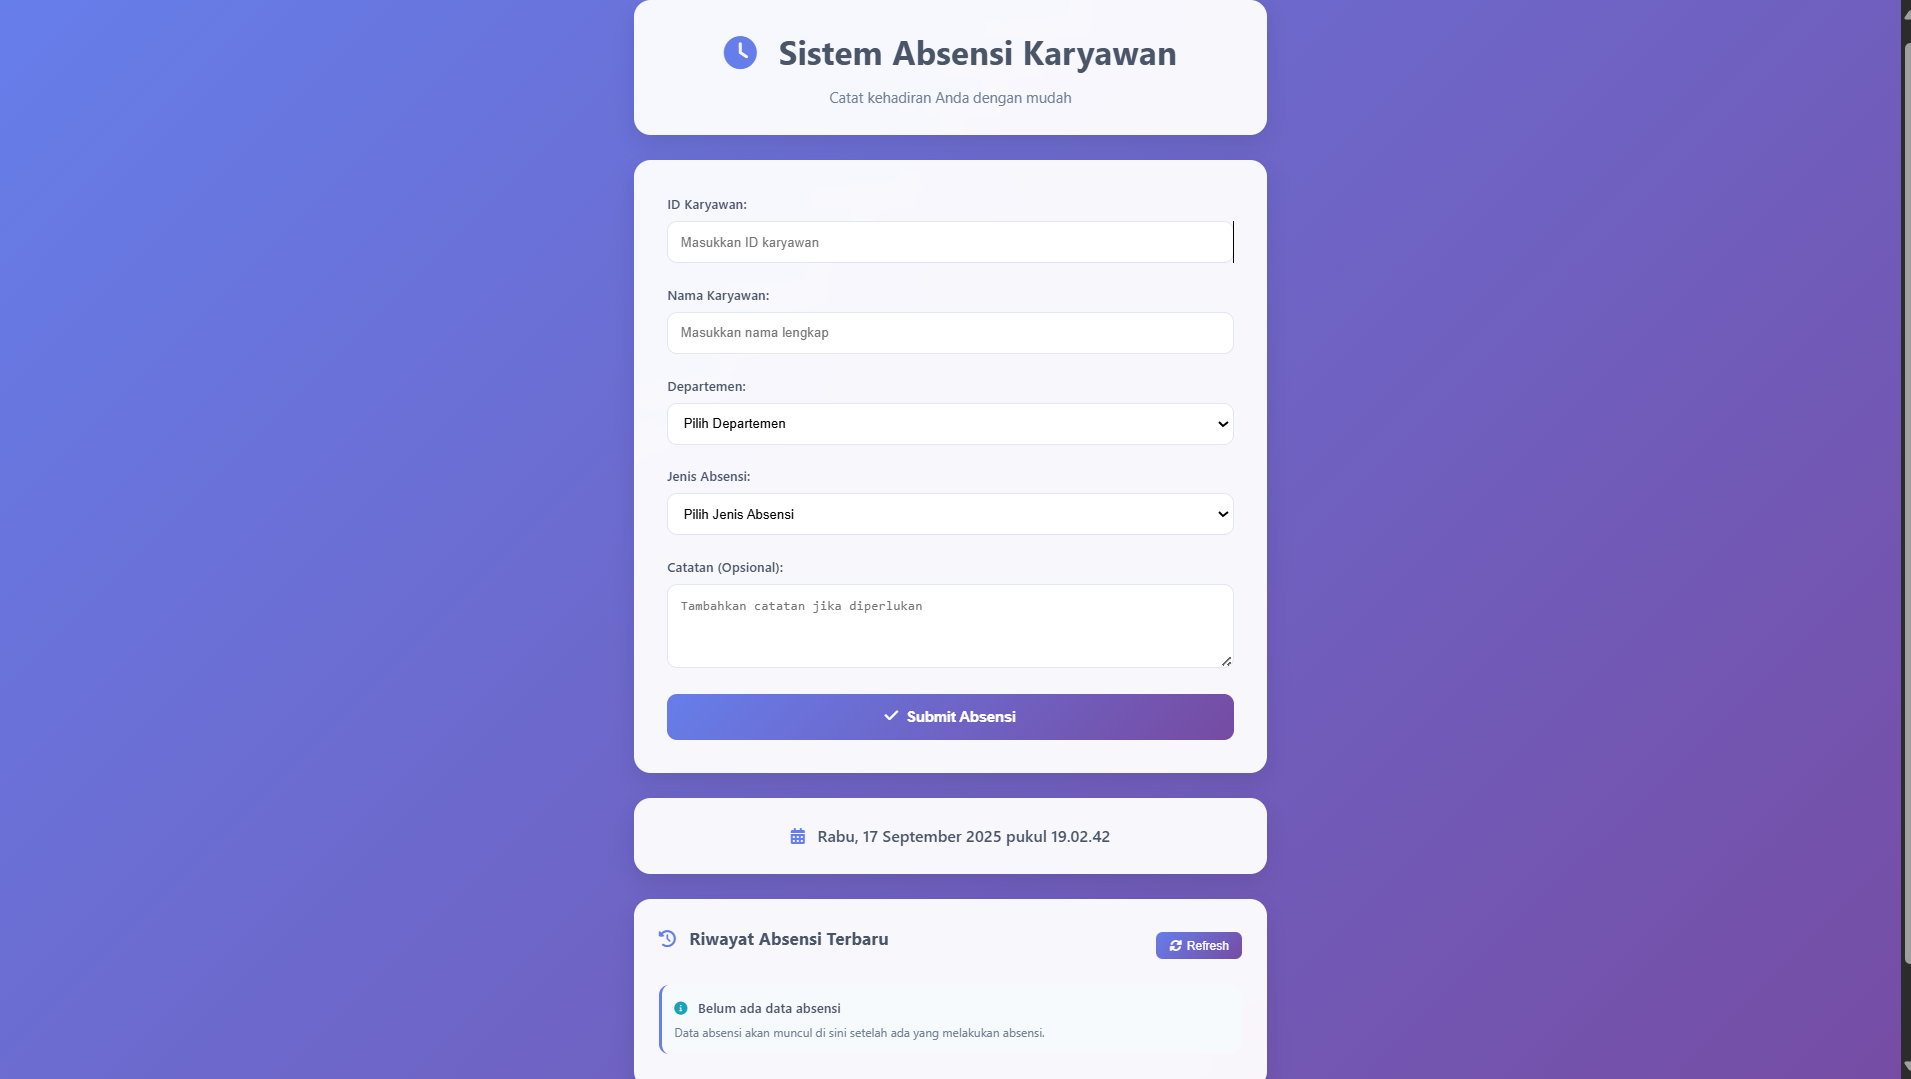 Sistem Absensi Karyawan
Catat kehadiran Anda dengan mudah
ID Karyawan:
Masukkan ID karyawan
Nama Karyawan:
Masukkan nama lengkap
Departemen:
Pilih Departemen
Jenis Absensi:
Pilih Jenis Absensi
Catatan (Opsional):
Tambahkan catatan jika diperlukan
Submit Absensi
Rabu, 17 September 2025 pukul 19.02.42
Riwayat Absensi Terbaru
Refresh
Belum ada data absensi
Data absensi akan muncul di sini setelah ada yang melakukan absensi.